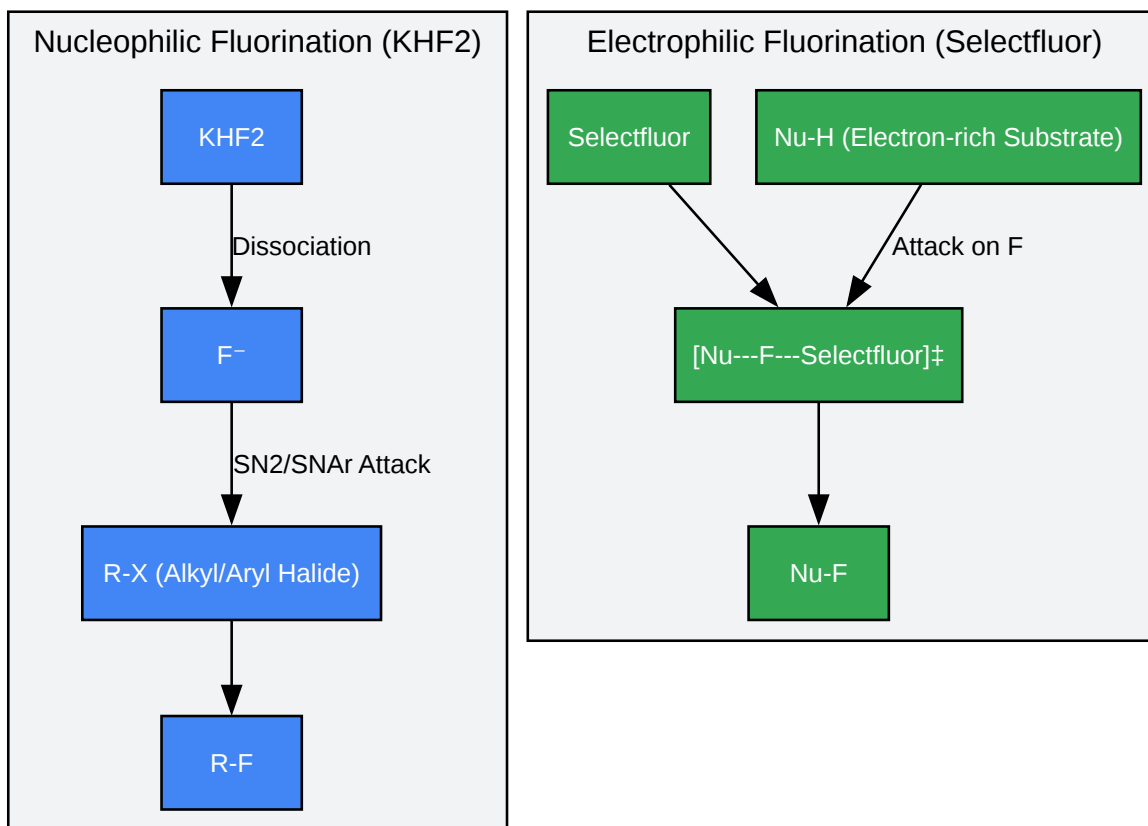 Nucleophilic Fluorination (KHF2)
KHF2
Dissociation
F⁻
SN2/SNAr Attack
R-X (Alkyl/Aryl Halide)
R-F
Electrophilic Fluorination (Selectfluor)
Selectfluor
Nu-H (Electron-rich Substrate)
Attack on F
[Nu---F---Selectfluor]‡
Nu-F